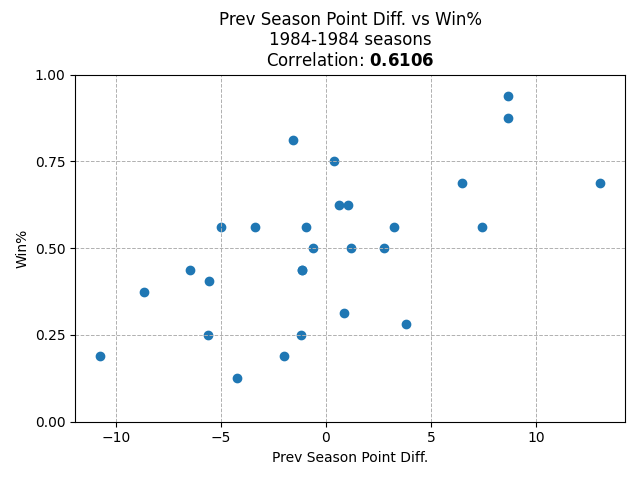 Prev Season Point Diff. vs Win%
1984-1984 seasons
Correlation: 0.6106
1.00
0.75
0.50
0.25
0.00
Win%
−10
−5
0
5
10
Prev Season Point Diff.